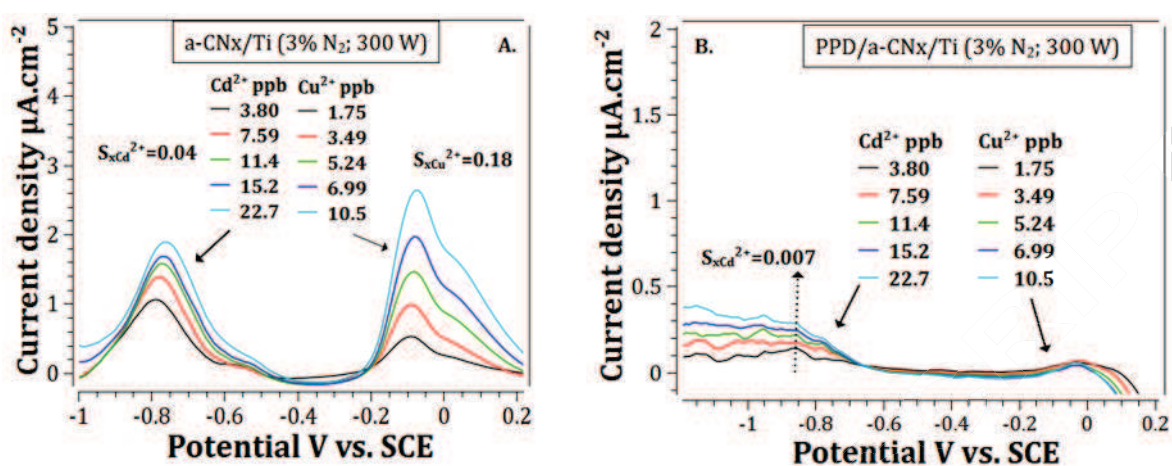 a-CNx/Ti (3% N₂; 300 W)
A.
Cd²⁺ ppb Cu²⁺ ppb
3.80 1.75
7.59 3.49
11.4 5.24
15.2 6.99
22.7 10.5
SₓCd²⁺=0.04
SₓCu²⁺=0.18
5
4
3
2
1
0
-1 -0.8 -0.6 -0.4 -0.2 0 0.2
Current density µA.cm⁻²
Potential V vs. SCE
B.
PPD/a-CNx/Ti (3% N₂; 300 W)
Cd²⁺ ppb Cu²⁺ ppb
3.80 1.75
7.59 3.49
11.4 5.24
15.2 6.99
22.7 10.5
SₓCd²⁺=0.007
2
1.5
1
0.5
0
-1 -0.8 -0.6 -0.4 -0.2 0 0.2
Current density µA.cm⁻²
Potential V vs. SCE